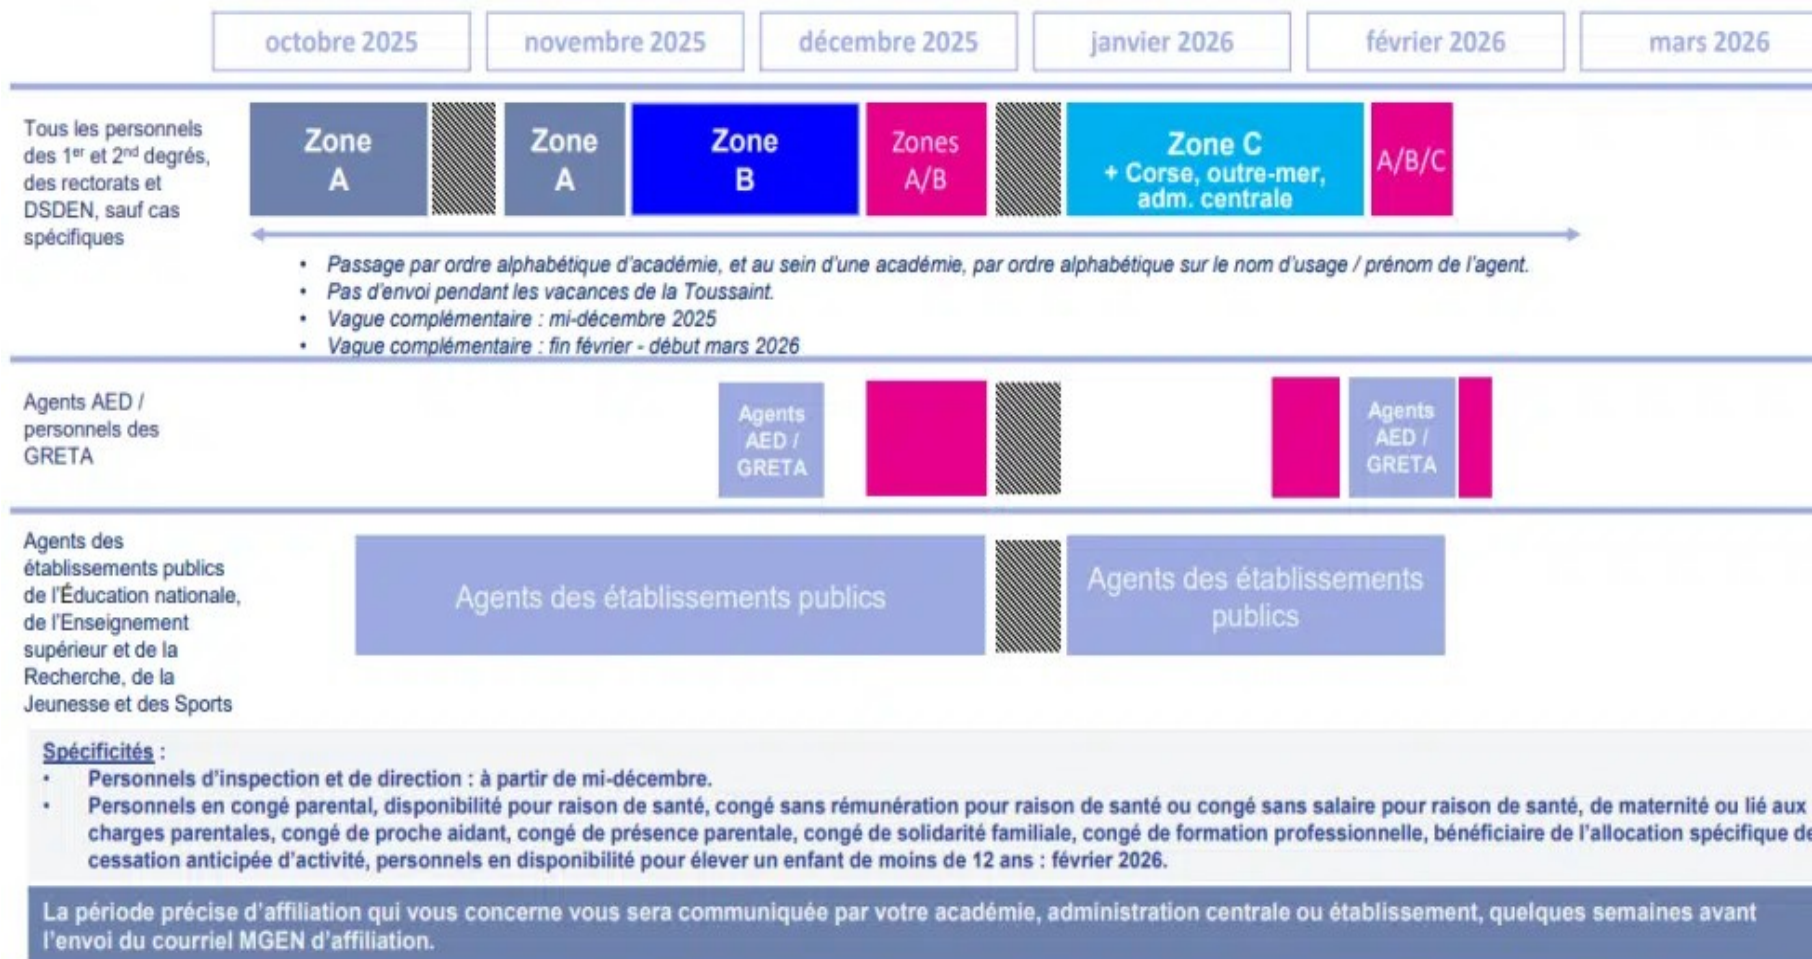 octobre 2025
novembre 2025
décembre 2025
janvier 2026
février 2026
mars 2026
Tous les personnels
des 1er et 2nd degrés,
des rectorats et
DSDEN, sauf cas
spécifiques
Zone
A
Zone
A
Zone
B
Zones
A/B
Zone C
+ Corse, outre-mer,
adm. centrale
A/B/C
• Passage par ordre alphabétique d'académie, et au sein d'une académie, par ordre alphabétique sur le nom d'usage / prénom de l'agent.
• Pas d'envoi pendant les vacances de la Toussaint.
• Vague complémentaire : mi-décembre 2025
• Vague complémentaire : fin février - début mars 2026
Agents AED /
personnels des
GRETA
Agents
AED /
GRETA
Agents
AED /
GRETA
Agents des
établissements publics
de l'Éducation nationale,
de l'Enseignement
supérieur et de la
Recherche, de la
Jeunesse et des Sports
Agents des établissements publics
Agents des établissements
publics
Spécificités :
• Personnels d'inspection et de direction : à partir de mi-décembre.
• Personnels en congé parental, disponibilité pour raison de santé, congé sans rémunération pour raison de santé ou congé sans salaire pour raison de santé, de maternité ou lié aux
charges parentales, congé de proche aidant, congé de présence parentale, congé de solidarité familiale, congé de formation professionnelle, bénéficiaire de l'allocation spécifique de
cessation anticipée d'activité, personnels en disponibilité pour élever un enfant de moins de 12 ans : février 2026.
La période précise d'affiliation qui vous concerne vous sera communiquée par votre académie, administration centrale ou établissement, quelques semaines avant
l'envoi du courriel MGEN d'affiliation.